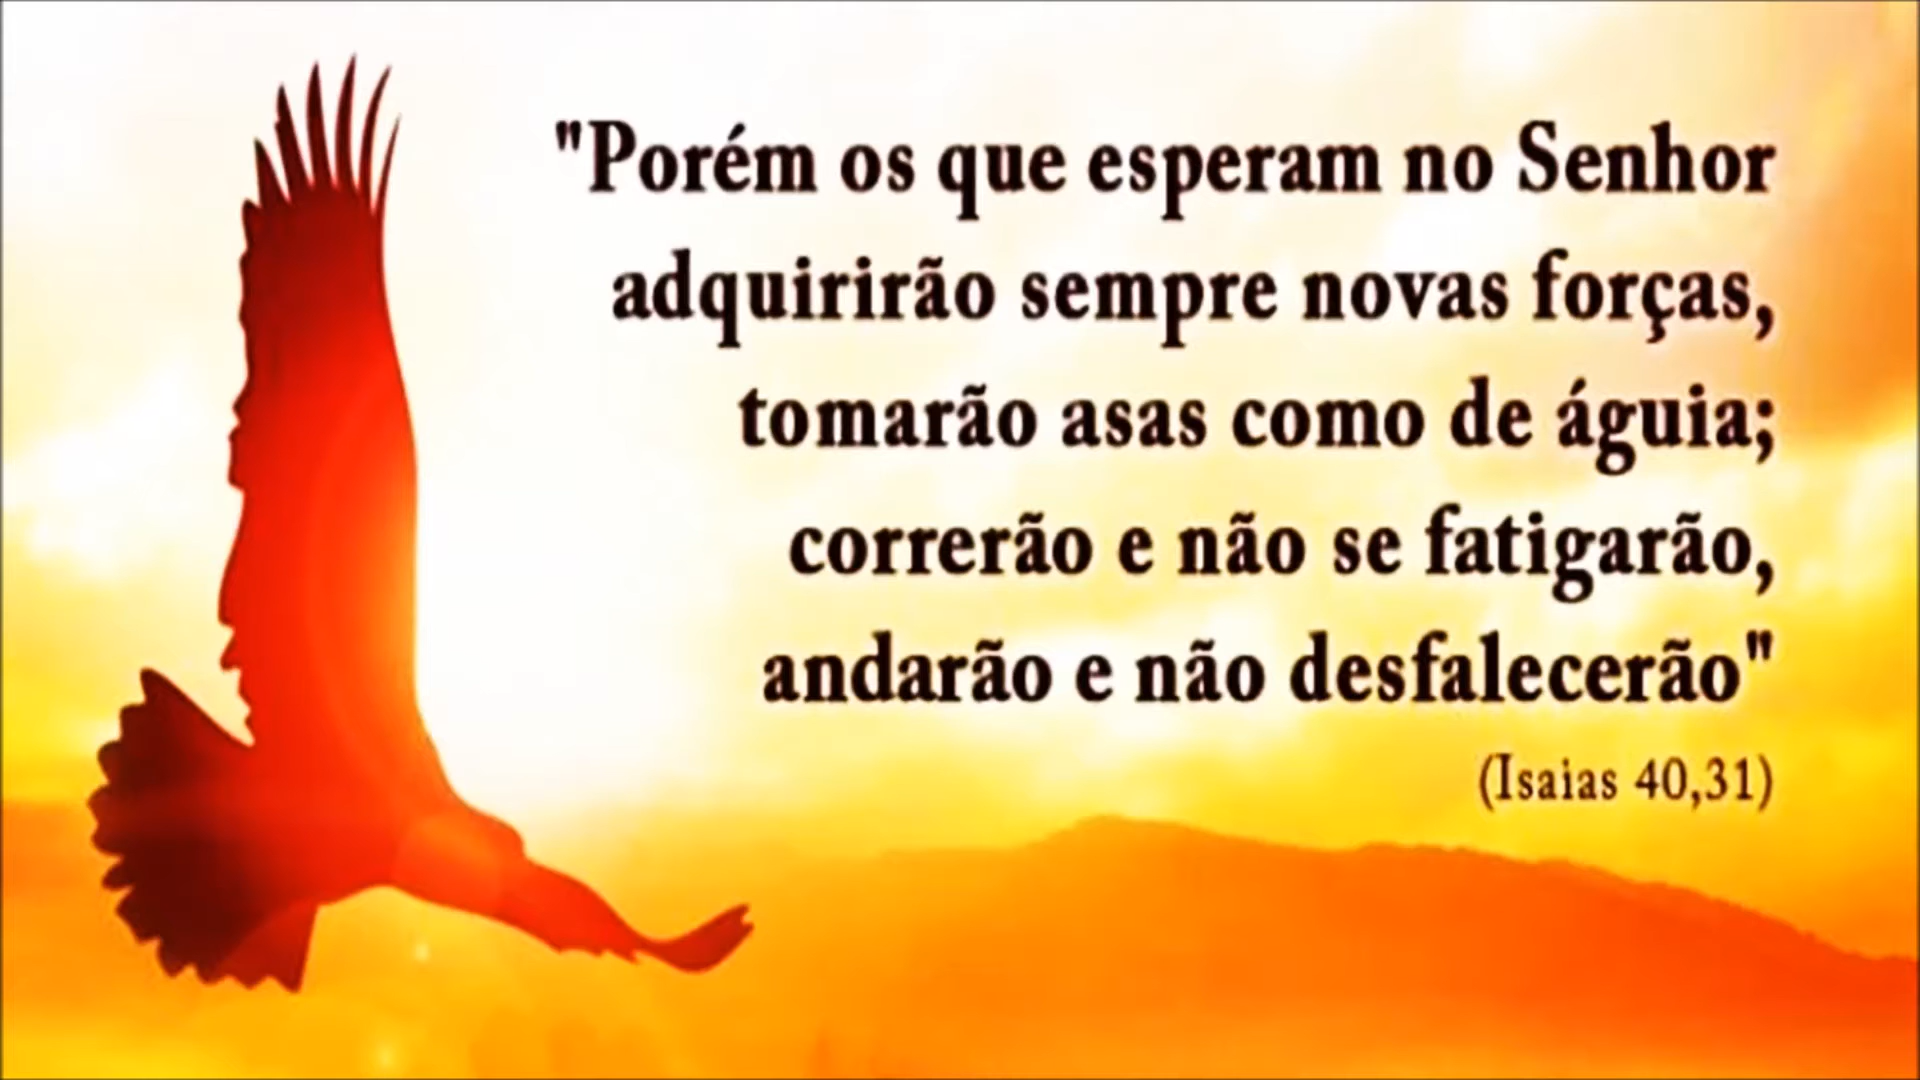 "Porém os que esperam no Senhor
adquirirão sempre novas forças,
tomarão asas como de águia;
correrão e não se fatigarão,
andarão e não desfalecerão"
(Isaias 40,31)